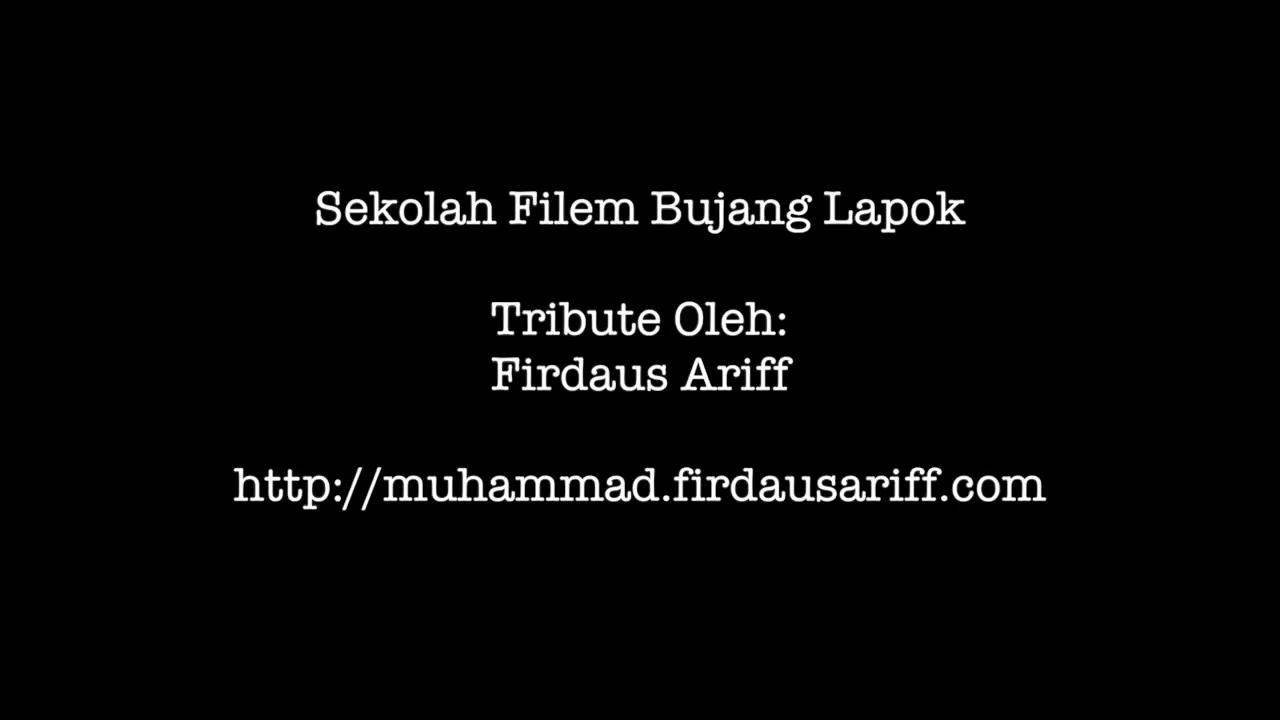 Sekolah Filem Bujang Lapok
Tribute Oleh:
Firdaus Ariff
http://muhammad.firdausariff.com